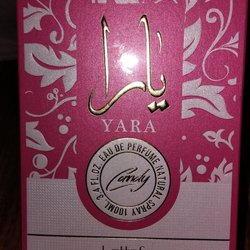 يارا
YARA
3.4 FL.OZ. EAU DE PERFUME NATURAL SPRAY 100ML
Candy